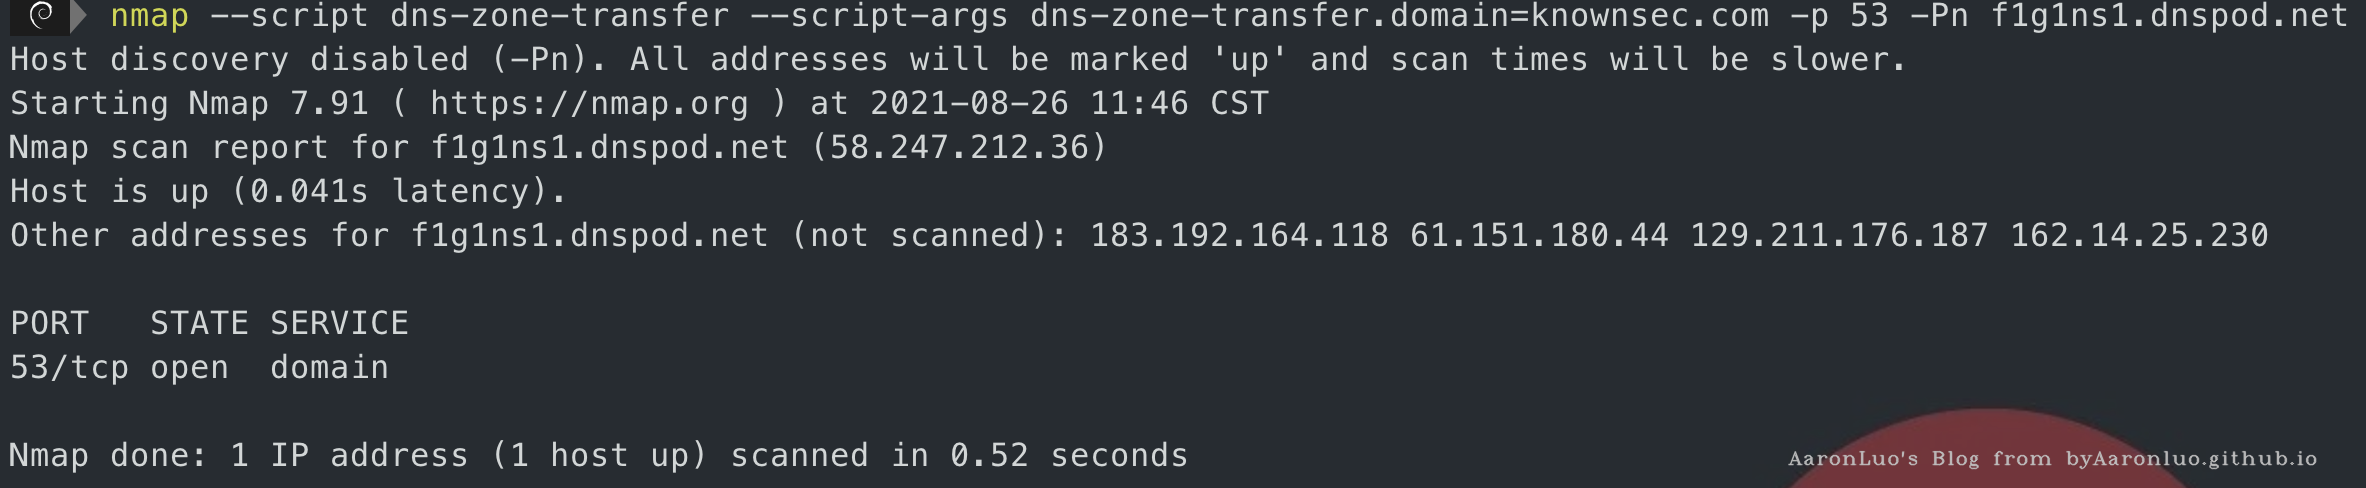 nmap --script dns-zone-transfer --script-args dns-zone-transfer.domain=knownsec.com -p 53 -Pn f1g1ns1.dnspod.net
Host discovery disabled (-Pn). All addresses will be marked 'up' and scan times will be slower.
Starting Nmap 7.91 ( https://nmap.org ) at 2021-08-26 11:46 CST
Nmap scan report for f1g1ns1.dnspod.net (58.247.212.36)
Host is up (0.041s latency).
Other addresses for f1g1ns1.dnspod.net (not scanned): 183.192.164.118 61.151.180.44 129.211.176.187 162.14.25.230
PORT   STATE SERVICE
53/tcp open  domain
Nmap done: 1 IP address (1 host up) scanned in 0.52 seconds
AaronLuo's Blog from byAaronluo.github.io